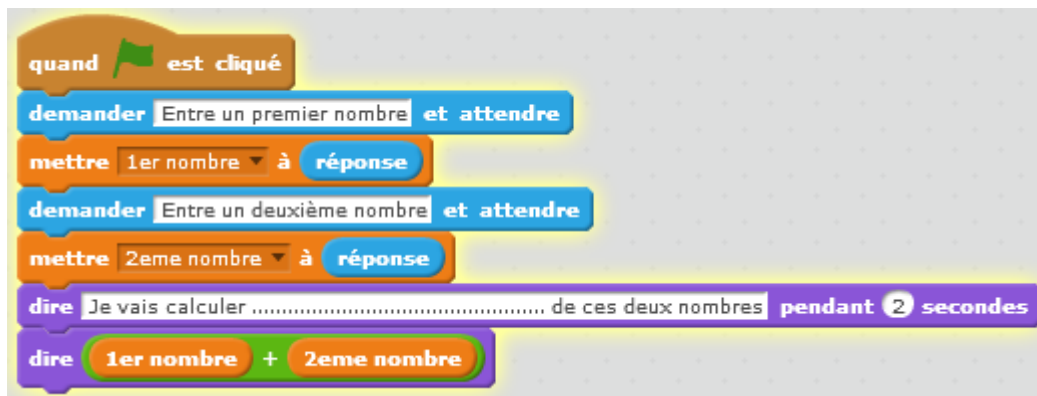 quand est cliqué
demander Entre un premier nombre et attendre
mettre 1er nombre à réponse
demander Entre un deuxième nombre et attendre
mettre 2eme nombre à réponse
dire Je vais calculer ................................................. de ces deux nombres pendant 2 secondes
dire 1er nombre + 2eme nombre